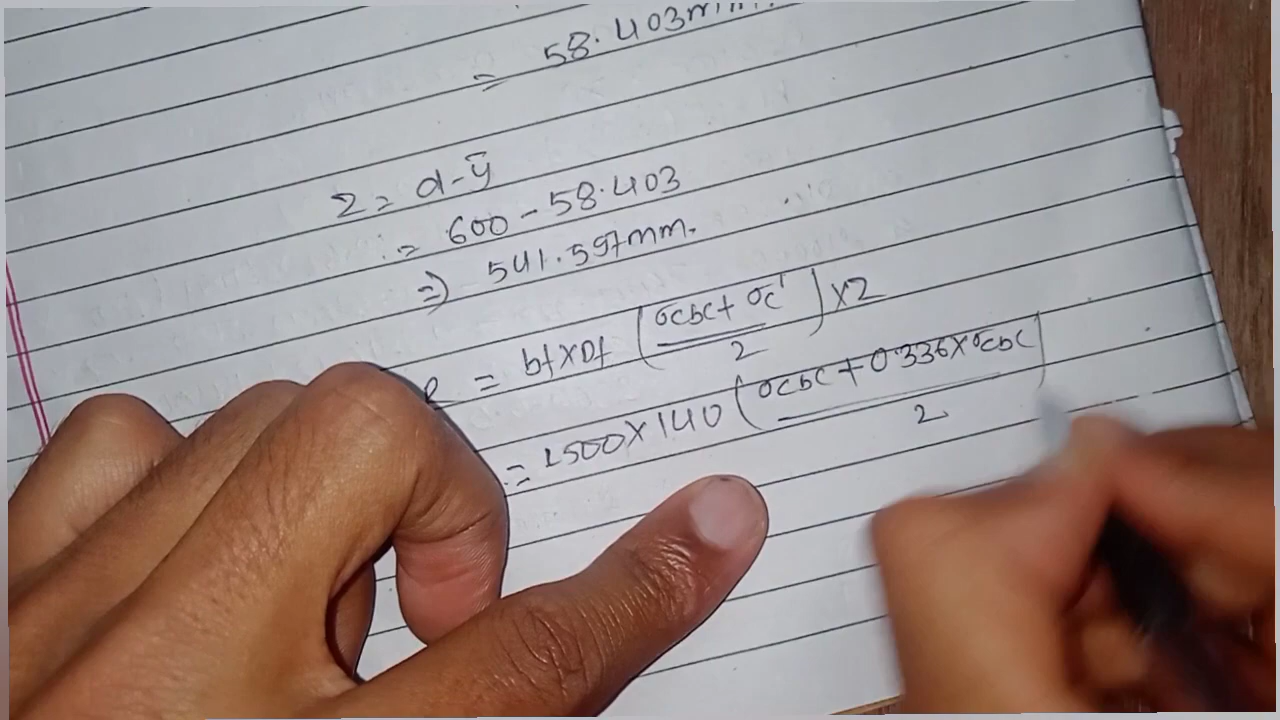 = 58.403mm.
Z = d-ȳ
= 600 - 58.403
=) 541.597mm.
= bf×Df (σcbc + σc' / 2) × Z
= 1500×140 (σcbc + 0.336×σcbc / 2)